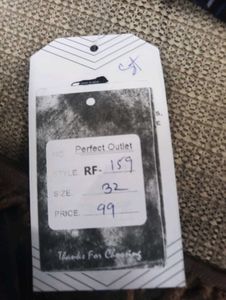 Perfect Outlet
STYLE RF- 159
SIZE. 32
PRICE. 99
Thanks For Choosing